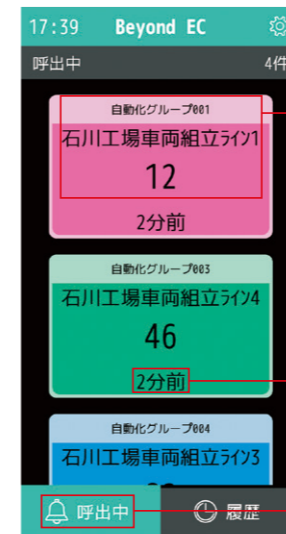 17:39 Beyond EC
呼出中 4件
自動化グループ001
石川工場車両組立ライン1
12
2分前
自動化グループ003
石川工場車両組立ライン4
46
2分前
自動化グループ004
石川工場車両組立ライン3
呼出中 履歴